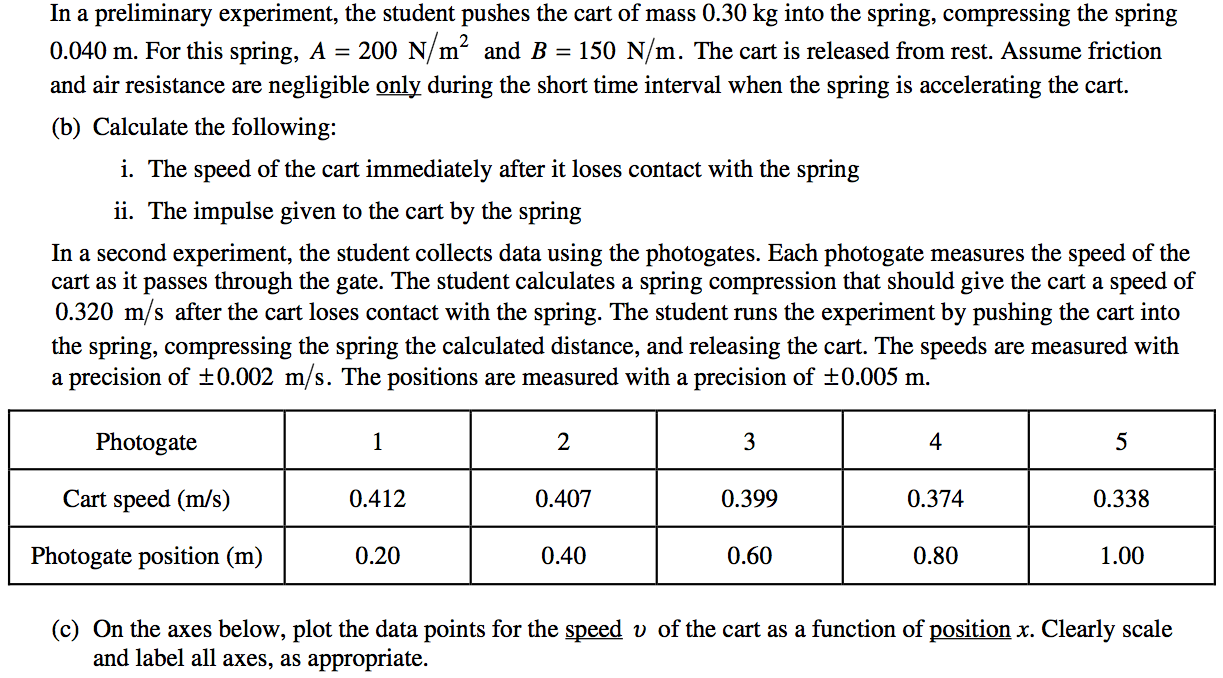 In a preliminary experiment, the student pushes the cart of mass 0.30 kg into the spring, compressing the spring
0.040 m. For this spring, A = 200 N/m² and B = 150 N/m. The cart is released from rest. Assume friction
and air resistance are negligible only during the short time interval when the spring is accelerating the cart.
(b) Calculate the following:
i. The speed of the cart immediately after it loses contact with the spring
ii. The impulse given to the cart by the spring
In a second experiment, the student collects data using the photogates. Each photogate measures the speed of the
cart as it passes through the gate. The student calculates a spring compression that should give the cart a speed of
0.320 m/s after the cart loses contact with the spring. The student runs the experiment by pushing the cart into
the spring, compressing the spring the calculated distance, and releasing the cart. The speeds are measured with
a precision of ±0.002 m/s. The positions are measured with a precision of ±0.005 m.
Photogate 1 2 3 4 5
Cart speed (m/s) 0.412 0.407 0.399 0.374 0.338
Photogate position (m) 0.20 0.40 0.60 0.80 1.00
(c) On the axes below, plot the data points for the speed υ of the cart as a function of position x. Clearly scale
and label all axes, as appropriate.